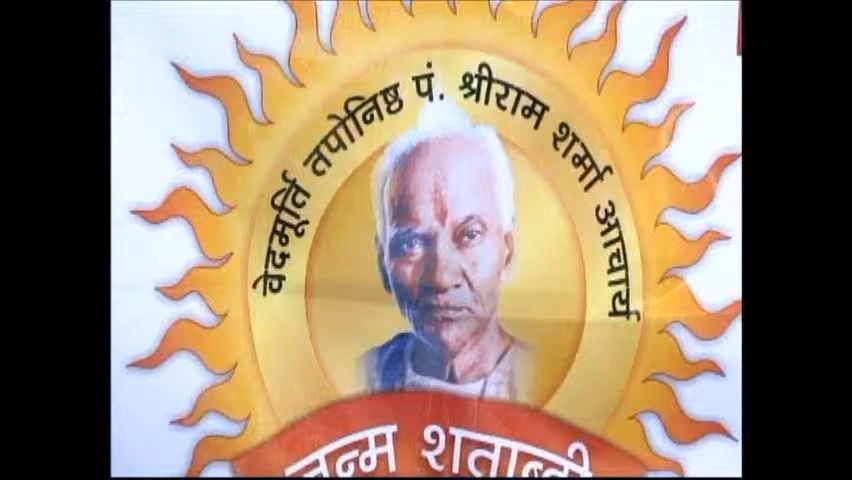 वेदमूर्ति तपोनिष्ठ पं. श्रीराम शर्मा आचार्य
जन्म शताब्दी